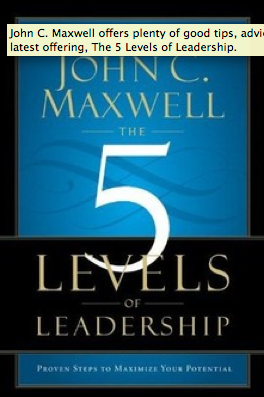 John C. Maxwell offers plenty of good tips, advi
latest offering, The 5 Levels of Leadership.
JOHN C.
MAXWELL
THE
5
LEVELS
OF
LEADERSHIP
PROVEN STEPS TO MAXIMIZE YOUR POTENTIAL